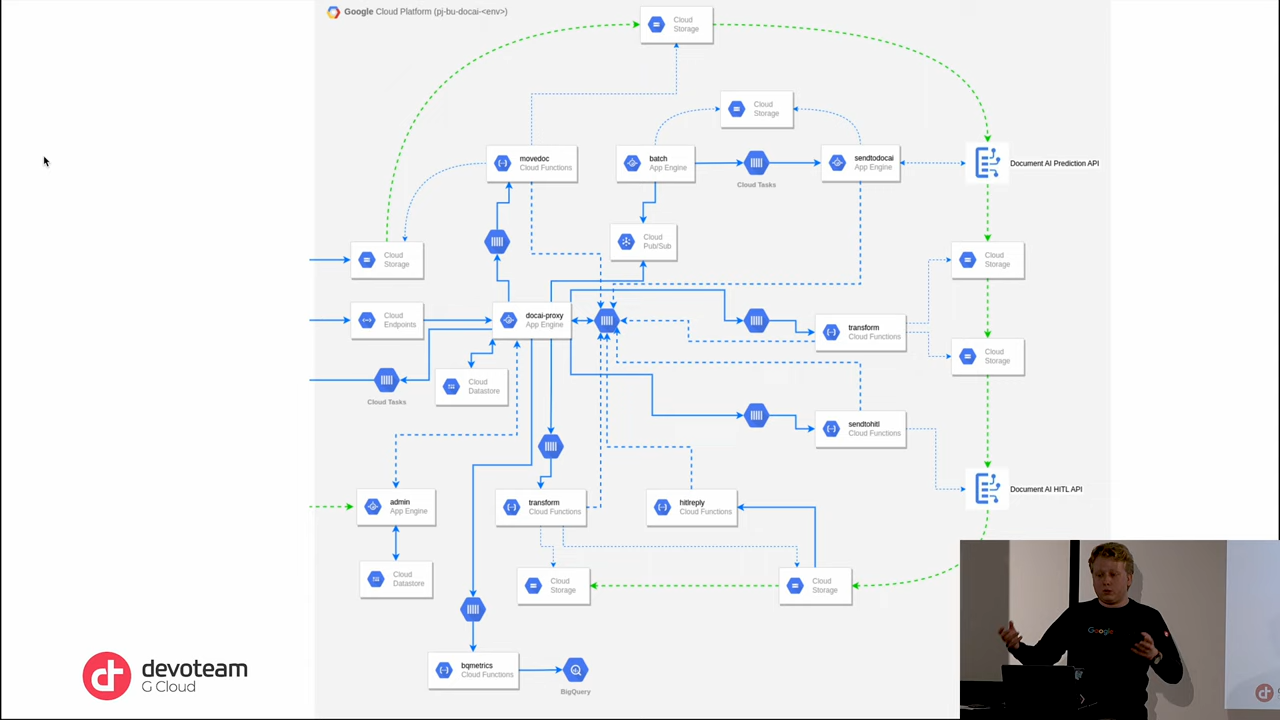 Google Cloud Platform (pj-bu-docai-<env>)
Cloud
Storage
Cloud
Storage
movedoc
Cloud Functions
batch
App Engine
Cloud Tasks
sendtodocai
App Engine
Document AI Prediction API
Cloud
Pub/Sub
Cloud
Storage
Cloud
Storage
Cloud
Endpoints
docai-proxy
App Engine
transform
Cloud Functions
Cloud
Storage
Cloud Tasks
Cloud
Datastore
sendtohitl
Cloud Functions
admin
App Engine
transform
Cloud Functions
hitlreply
Cloud Functions
Document AI HITL API
Cloud
Datastore
Cloud
Storage
Cloud
Storage
bqmetrics
Cloud Functions
BigQuery
devoteam
G Cloud
Google